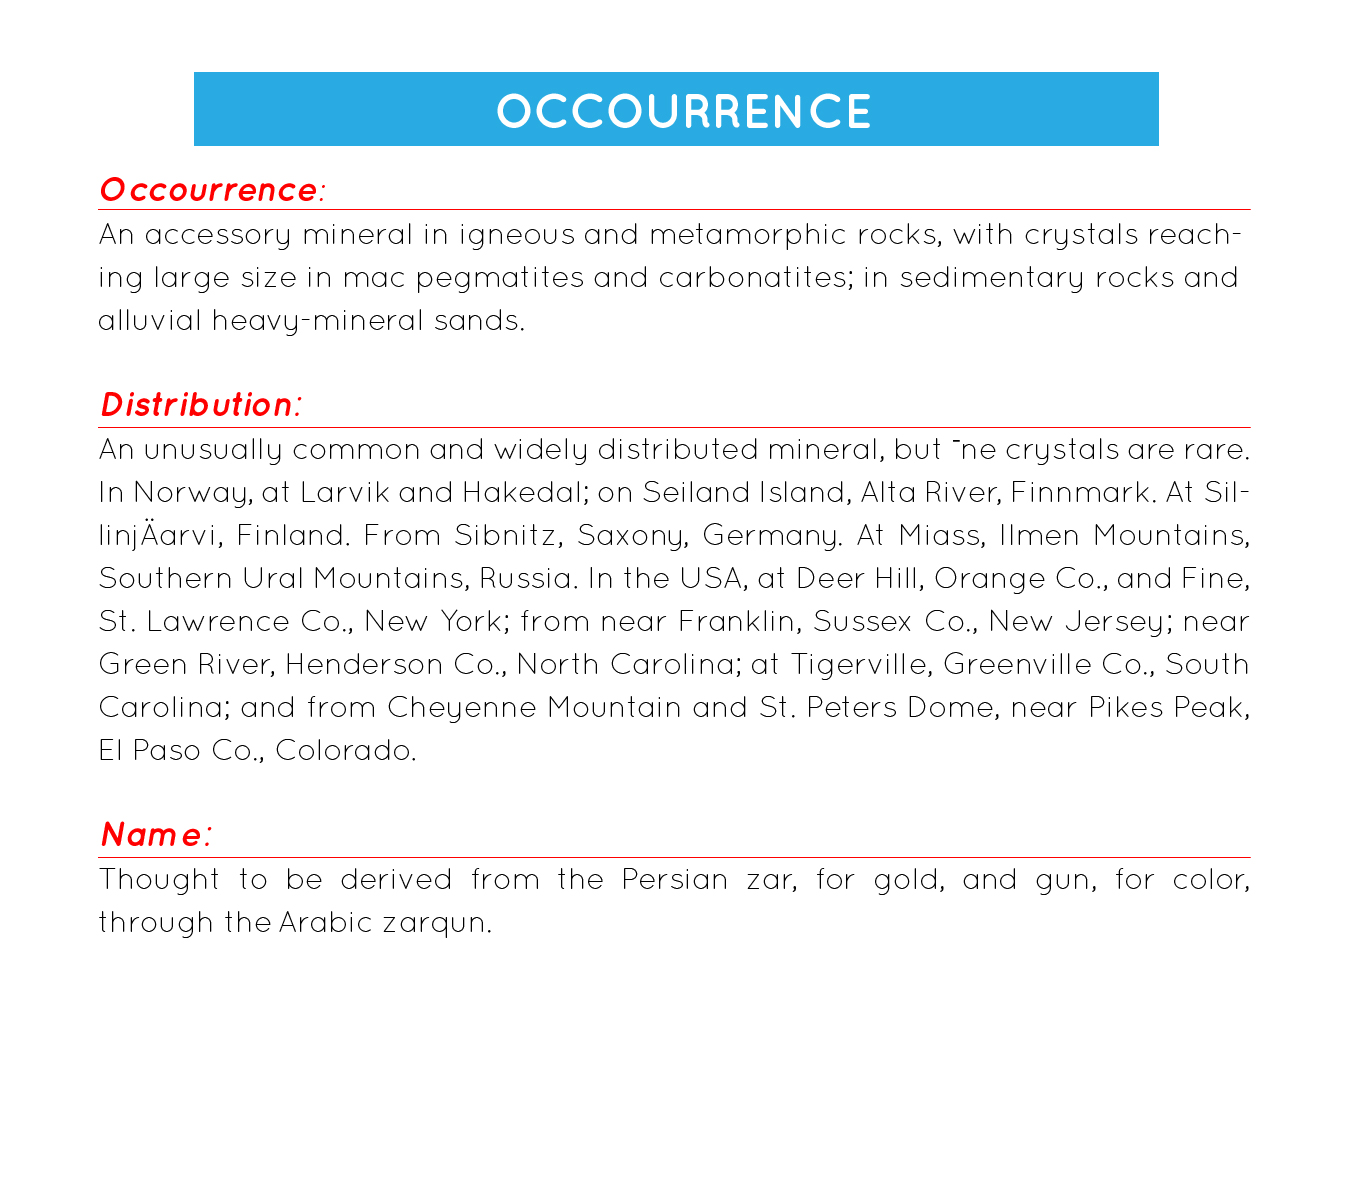 OCCOURRENCE
Occourrence:
An accessory mineral in igneous and metamorphic rocks, with crystals reach-
ing large size in mac pegmatites and carbonatites; in sedimentary rocks and
alluvial heavy-mineral sands.
Distribution:
An unusually common and widely distributed mineral, but ¯ne crystals are rare.
In Norway, at Larvik and Hakedal; on Seiland Island, Alta River, Finnmark. At Sil-
linjÄarvi, Finland. From Sibnitz, Saxony, Germany. At Miass, Ilmen Mountains,
Southern Ural Mountains, Russia. In the USA, at Deer Hill, Orange Co., and Fine,
St. Lawrence Co., New York; from near Franklin, Sussex Co., New Jersey; near
Green River, Henderson Co., North Carolina; at Tigerville, Greenville Co., South
Carolina; and from Cheyenne Mountain and St. Peters Dome, near Pikes Peak,
El Paso Co., Colorado.
Name:
Thought to be derived from the Persian zar, for gold, and gun, for color,
through the Arabic zarqun.